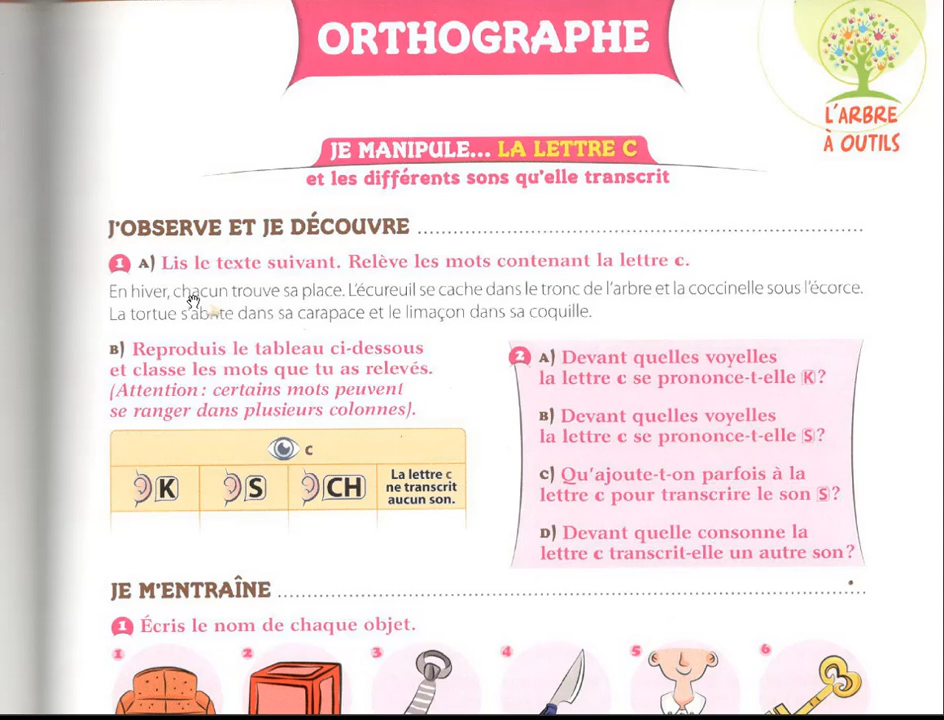 ORTHOGRAPHE
L'ARBRE
À OUTILS
JE MANIPULE... LA LETTRE C
et les différents sons qu'elle transcrit
J'OBSERVE ET JE DÉCOUVRE
1 A) Lis le texte suivant. Relève les mots contenant la lettre c.
En hiver, chacun trouve sa place. L'écureuil se cache dans le tronc de l'arbre et la coccinelle sous l'écorce.
La tortue s'abrite dans sa carapace et le limaçon dans sa coquille.
B) Reproduis le tableau ci-dessous
et classe les mots que tu as relevés.
(Attention : certains mots peuvent
se ranger dans plusieurs colonnes).
c
K S CH La lettre c
ne transcrit
aucun son.
2 A) Devant quelles voyelles
la lettre c se prononce-t-elle K ?
B) Devant quelles voyelles
la lettre c se prononce-t-elle S ?
C) Qu'ajoute-t-on parfois à la
lettre c pour transcrire le son S ?
D) Devant quelle consonne la
lettre c transcrit-elle un autre son ?
JE M'ENTRAÎNE
1 Écris le nom de chaque objet.
1 2 3 4 5 6